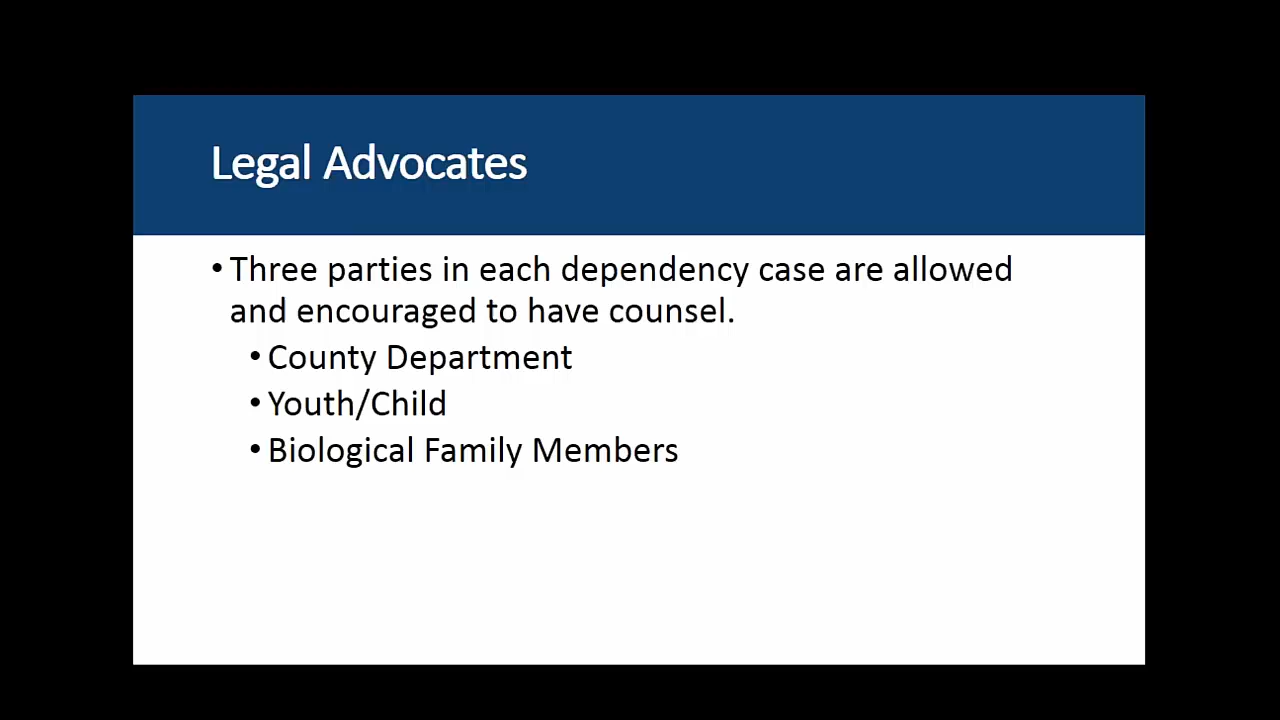 Legal Advocates
• Three parties in each dependency case are allowed
and encouraged to have counsel.
• County Department
• Youth/Child
• Biological Family Members